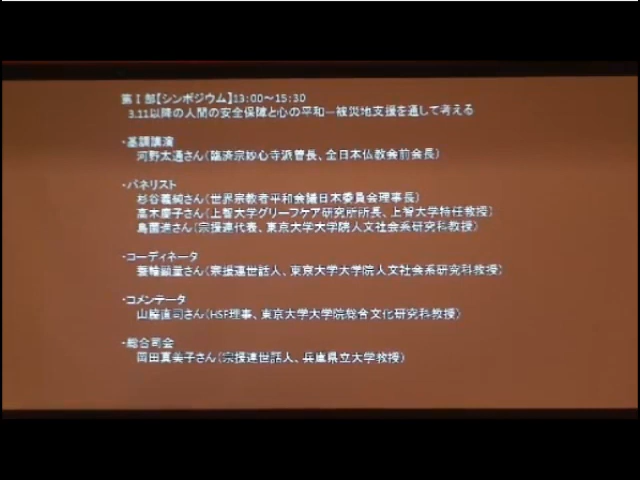 第Ⅰ部【シンポジウム】13:00～15:30
3.11以降の人間の安全保障と心の平和―被災地支援を通して考える
・基調講演
河野太通さん（臨済宗妙心寺派管長、全日本仏教会前会長）
・パネリスト
杉谷義純さん（世界宗教者平和会議日本委員会理事長）
高木慶子さん（上智大学グリーフケア研究所所長、上智大学特任教授）
島薗進さん（宗援連代表、東京大学大学院人文社会系研究科教授）
・コーディネータ
蓑輪顕量さん（宗援連世話人、東京大学大学院人文社会系研究科教授）
・コメンテータ
山脇直司さん（HSF理事、東京大学大学院総合文化研究科教授）
・総合司会
岡田真美子さん（宗援連世話人、兵庫県立大学教授）